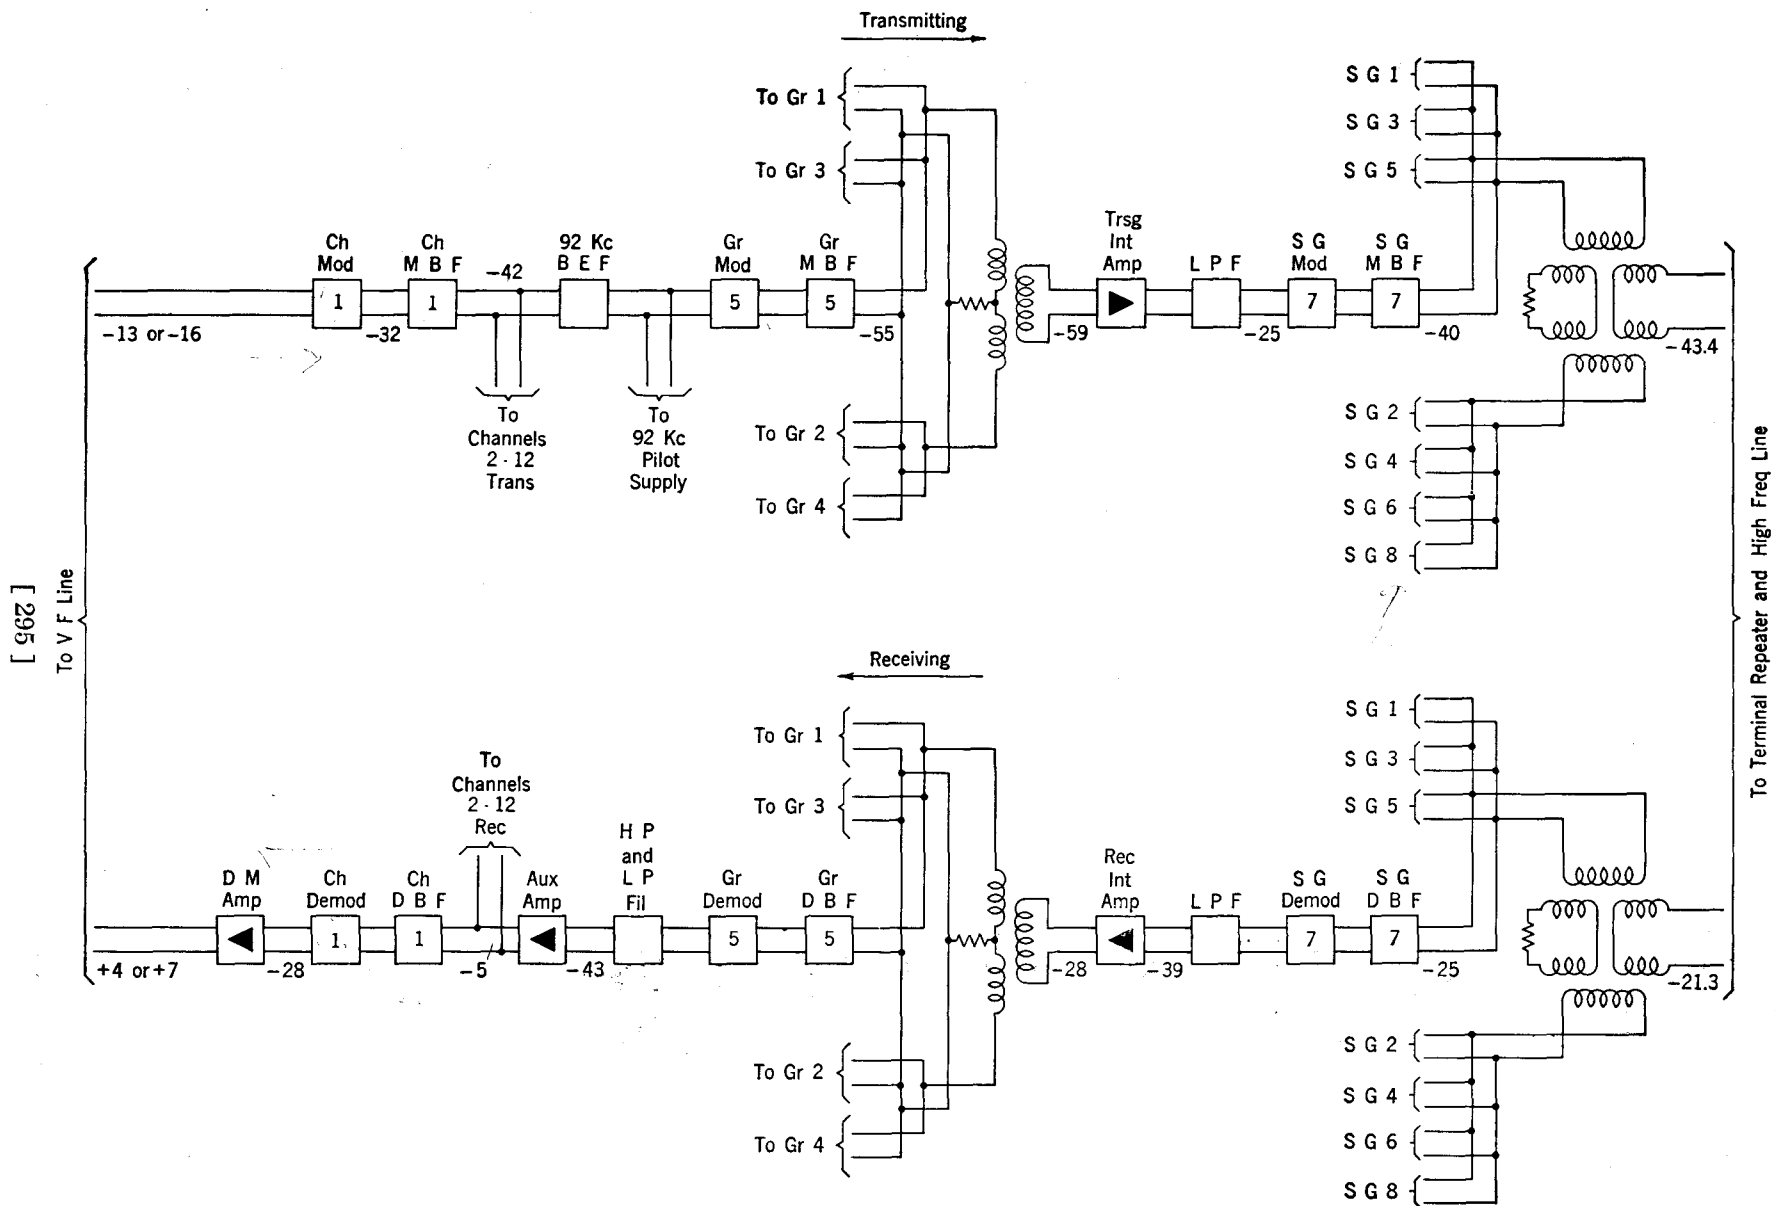 Transmitting
To Gr 1
To Gr 3
S G 1
S G 3
S G 5
Ch
Mod
1
Ch
M B F
1
92 Kc
B E F
Gr
Mod
5
Gr
M B F
5
Trsg
Int
Amp
L P F
S G
Mod
7
S G
M B F
7
-13 or -16
-32
-42
-55
-59
-25
-40
-43.4
To
Channels
2 - 12
Trans
To
92 Kc
Pilot
Supply
To Gr 2
To Gr 4
S G 2
S G 4
S G 6
S G 8
[ 295 ]
To V F Line
To Terminal Repeater and High Freq Line
Receiving
To Gr 1
To Gr 3
S G 1
S G 3
S G 5
To
Channels
2 - 12
Rec
D M
Amp
Ch
Demod
1
Ch
D B F
1
Aux
Amp
H P
and
L P
Fil
Gr
Demod
5
Gr
D B F
5
Rec
Int
Amp
L P F
S G
Demod
7
S G
D B F
7
+4 or +7
-28
-5
-43
-28
-39
-25
-21.3
To Gr 2
To Gr 4
S G 2
S G 4
S G 6
S G 8